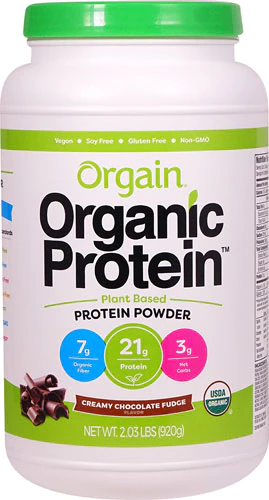 Vegan • Soy Free • Gluten Free • Non-GMO
Orgain®
Organic
Protein™
Plant Based
PROTEIN POWDER
7g
Organic
Fiber
21g
Protein
3g
Net
Carbs
USDA
ORGANIC
CREAMY CHOCOLATE FUDGE
FLAVOR
NET WT. 2.03 LBS (920g)